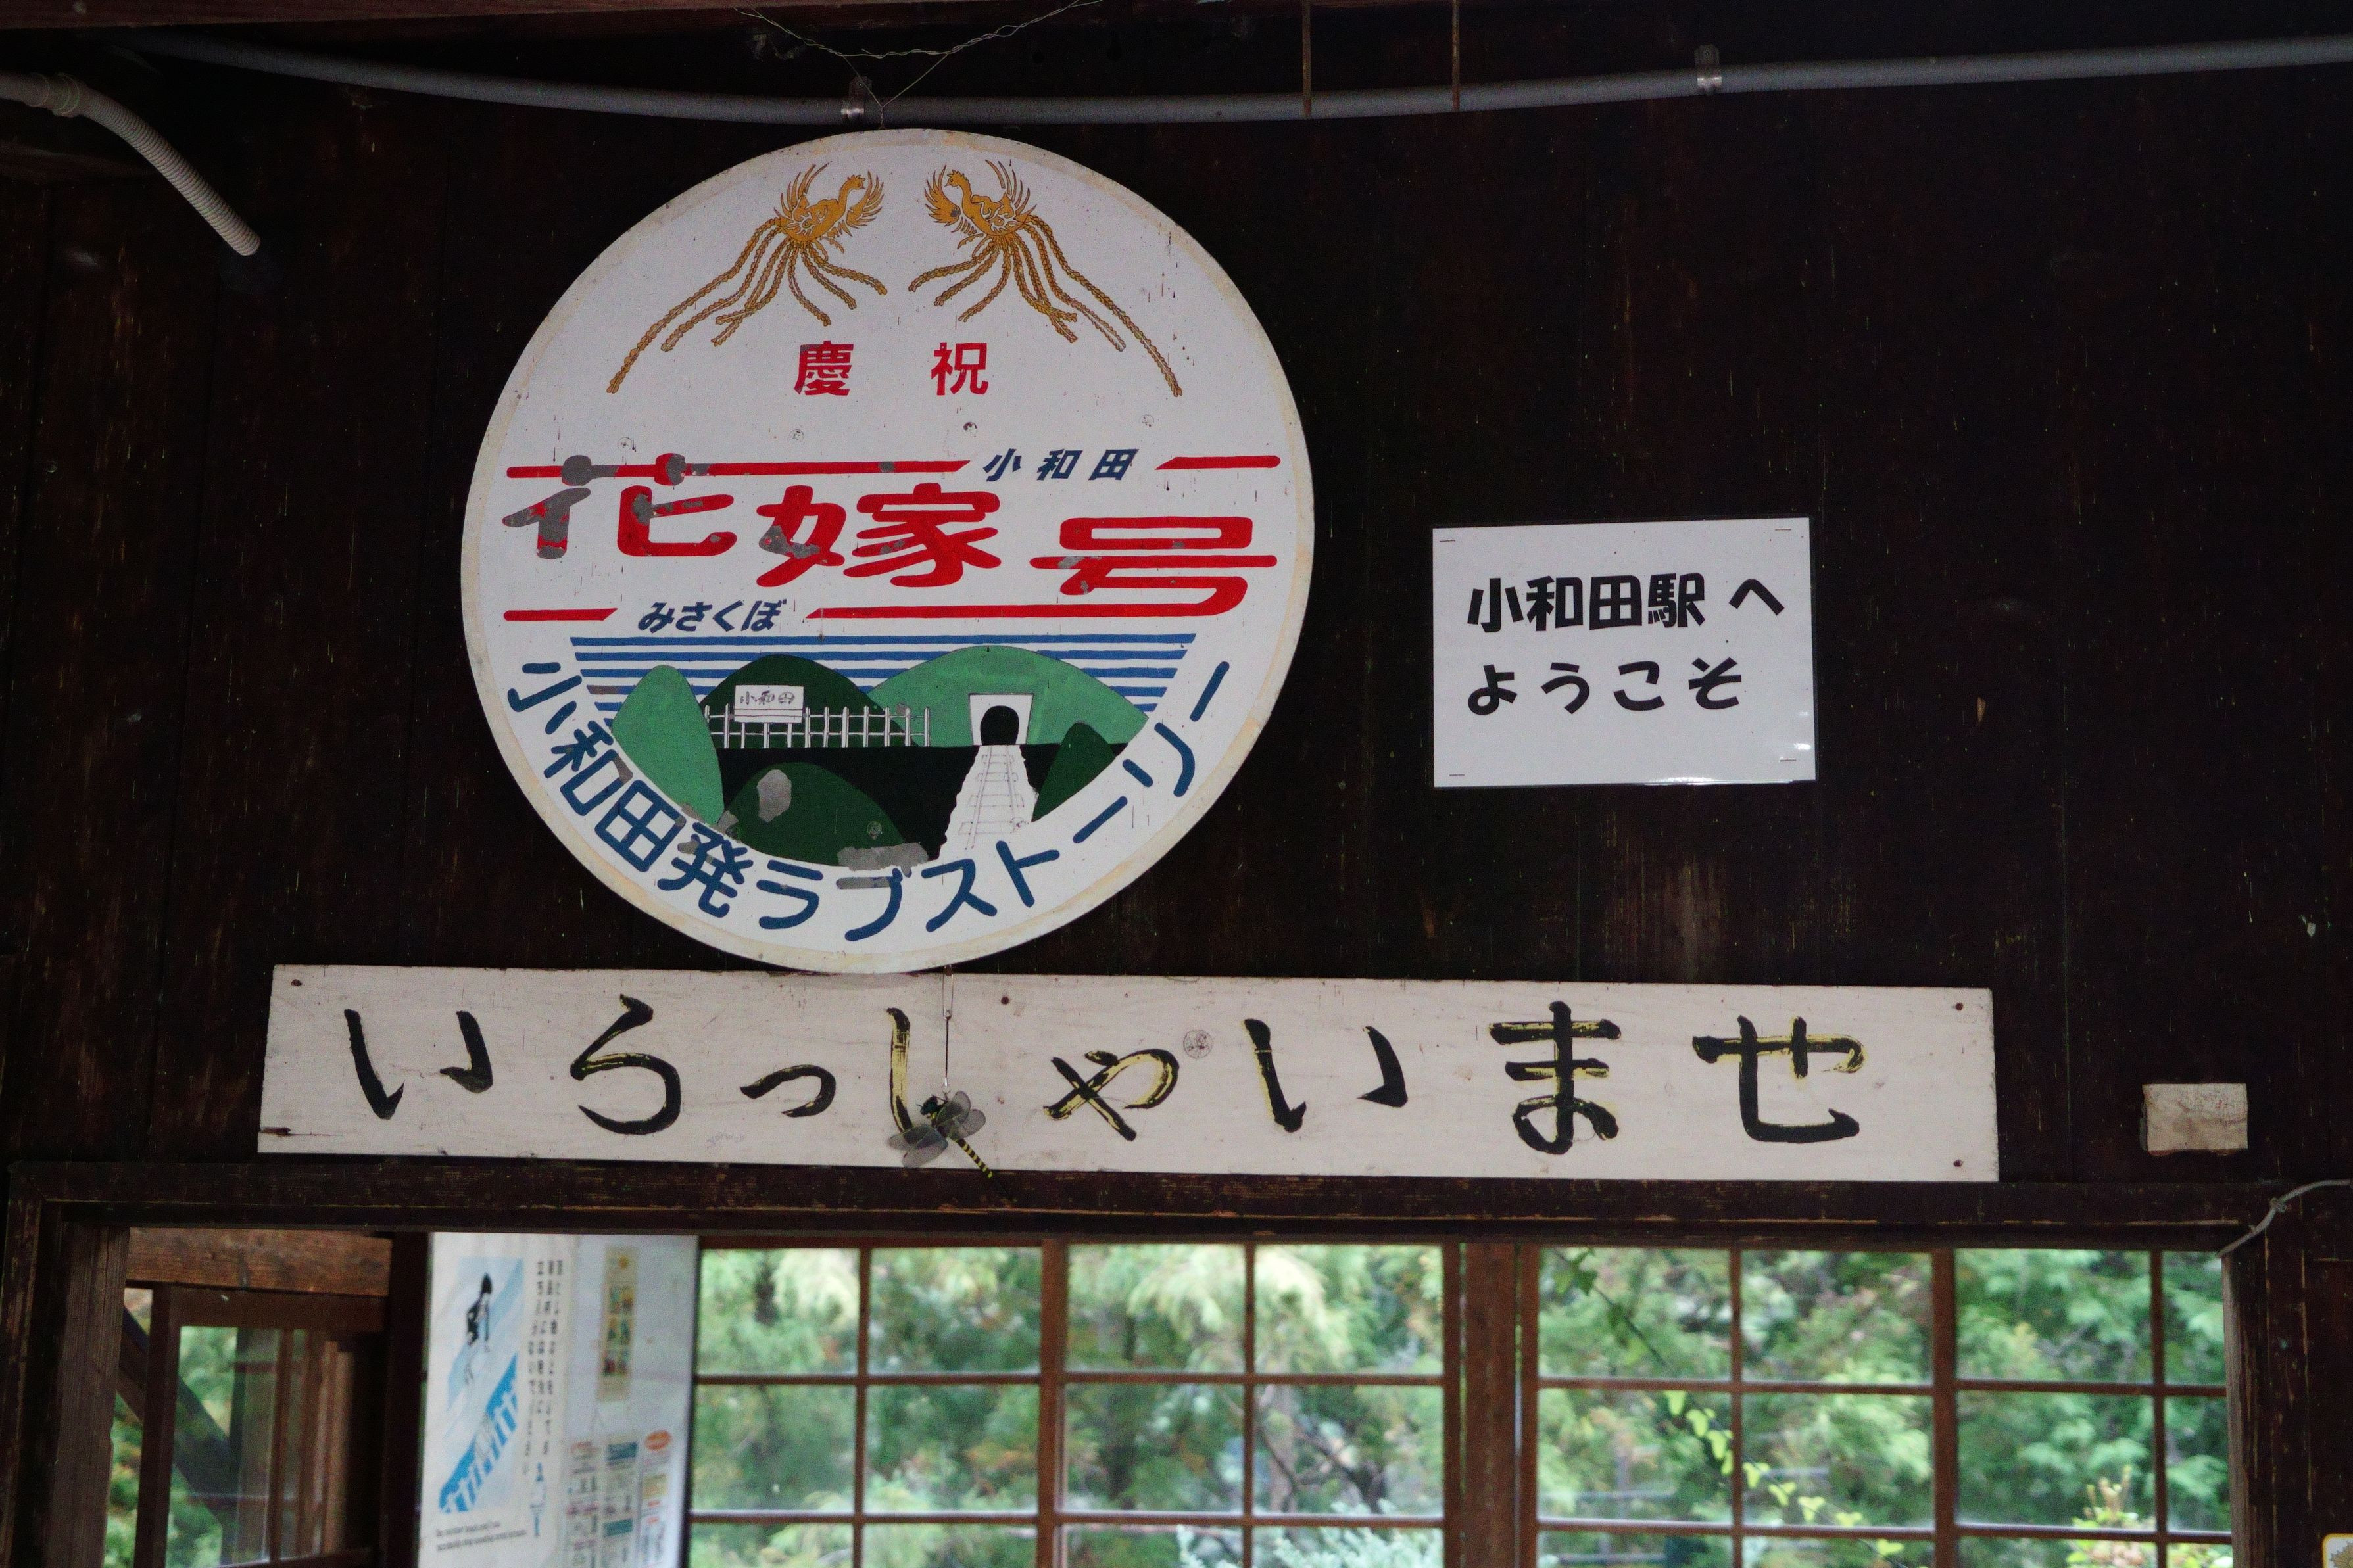 慶祝
小和田
花嫁号
みさくぼ
小和田
小和田発ラブストーリー
小和田駅へ
ようこそ
いらっしゃいませ